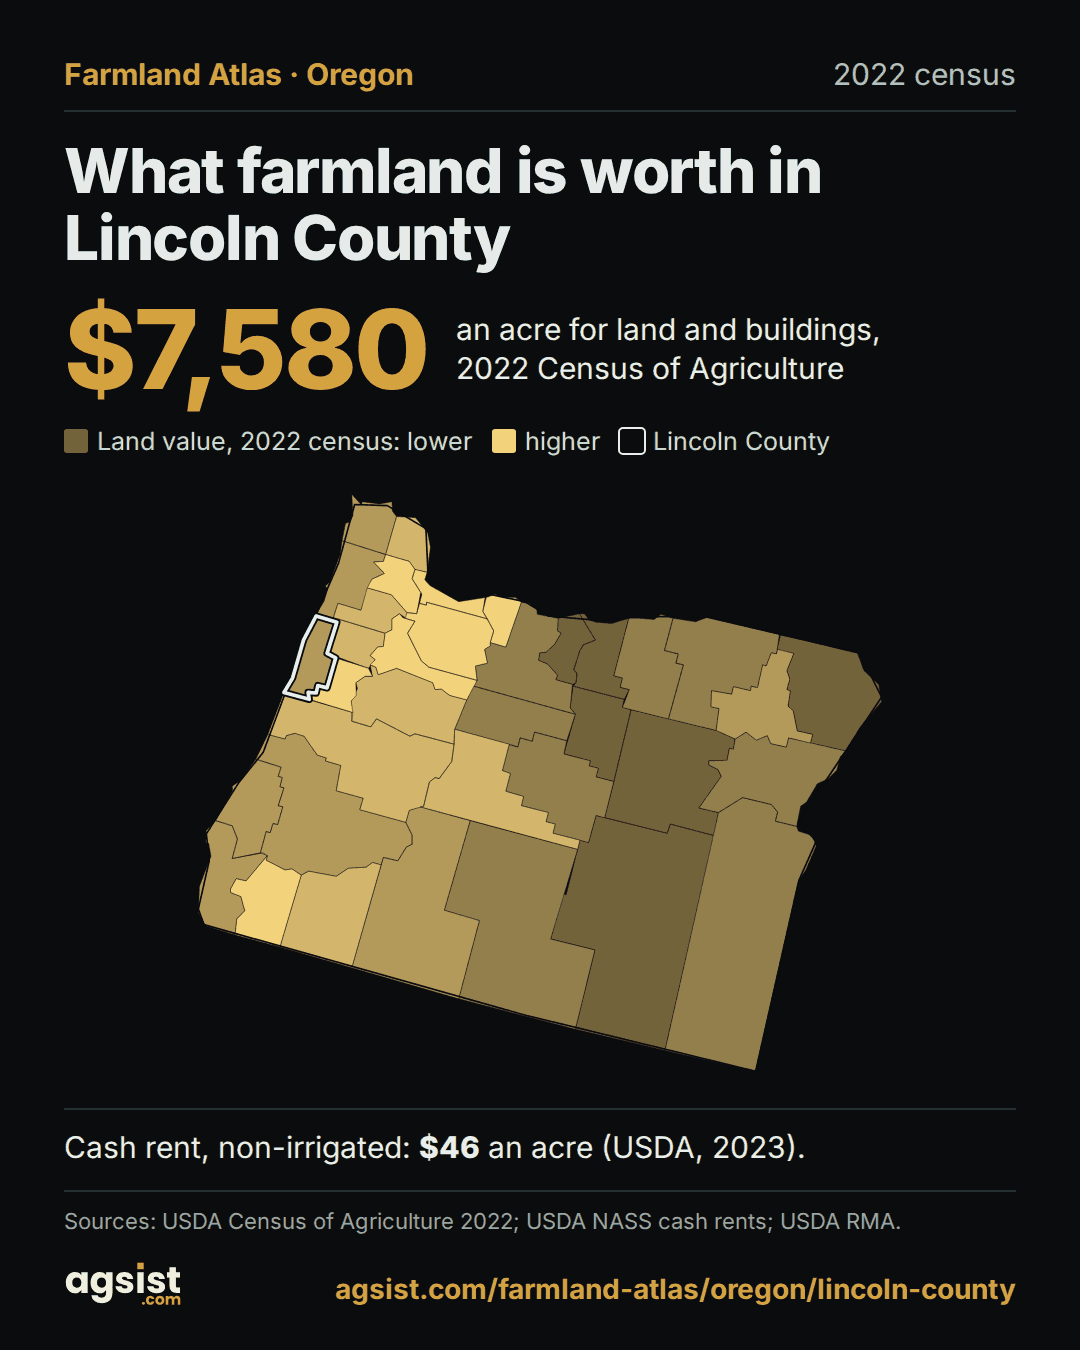 Farmland Atlas · Oregon
2022 census
What farmland is worth in
Lincoln County
$7,580
an acre for land and buildings,
2022 Census of Agriculture
Land value, 2022 census: lower
higher
Lincoln County
Cash rent, non-irrigated: $46 an acre (USDA, 2023).
Sources: USDA Census of Agriculture 2022; USDA NASS cash rents; USDA RMA.
agsist
.com
agsist.com/farmland-atlas/oregon/lincoln-county